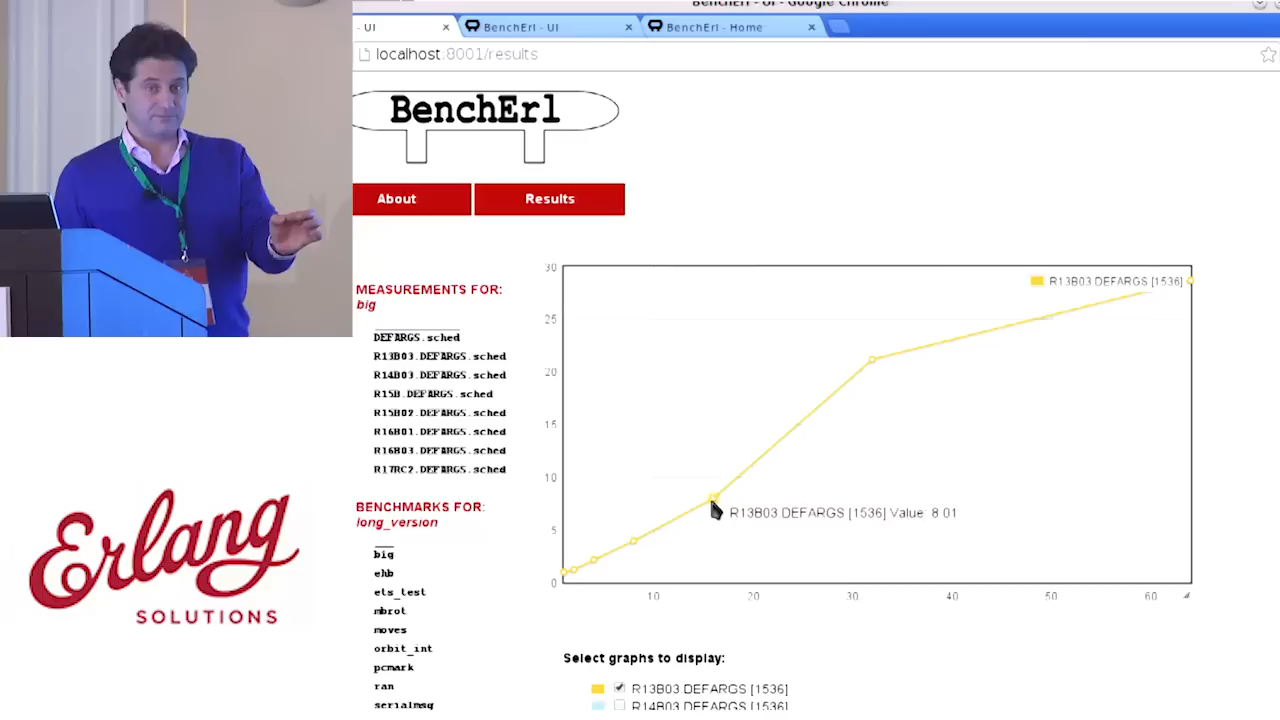 BenchErl - UI - Google Chrome
- UI
BenchErl - UI
BenchErl - Home
localhost:8001/results
BenchErl
About
Results
MEASUREMENTS FOR:
big
DEFARGS.sched
R13B03.DEFARGS.sched
R14B03.DEFARGS.sched
R15B.DEFARGS.sched
R15B02.DEFARGS.sched
R16B01.DEFARGS.sched
R16B03.DEFARGS.sched
R17RC2.DEFARGS.sched
BENCHMARKS FOR:
long_version
big
ehb
ets_test
mbrot
moves
orbit_int
pcmark
ran
serialmsg
30
25
20
15
10
5
0
R13B03.DEFARGS [1536]
R13B03.DEFARGS [1536] Value: 8.01
10
20
30
40
50
60
Select graphs to display:
R13B03.DEFARGS [1536]
R14B03.DEFARGS [1536]
Erlang
SOLUTIONS